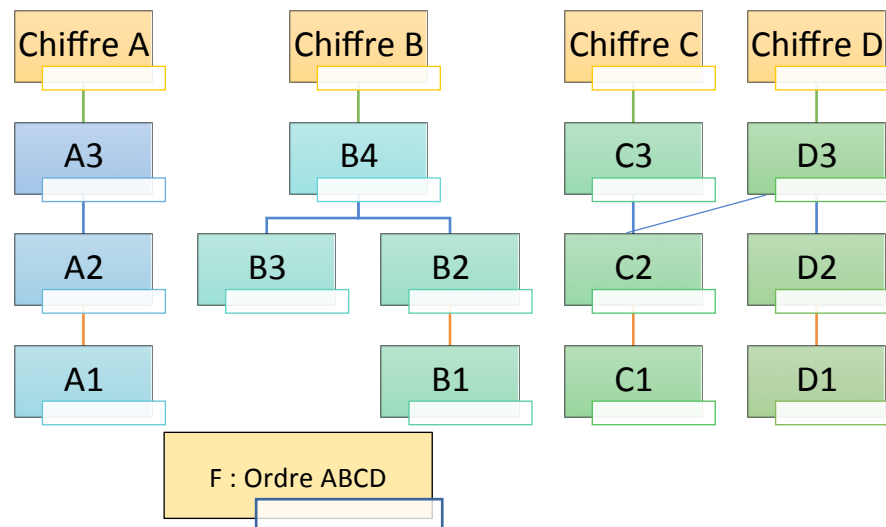 Chiffre A
Chiffre B
Chiffre C
Chiffre D
A3
B4
C3
D3
A2
B3
B2
C2
D2
A1
B1
C1
D1
F : Ordre ABCD